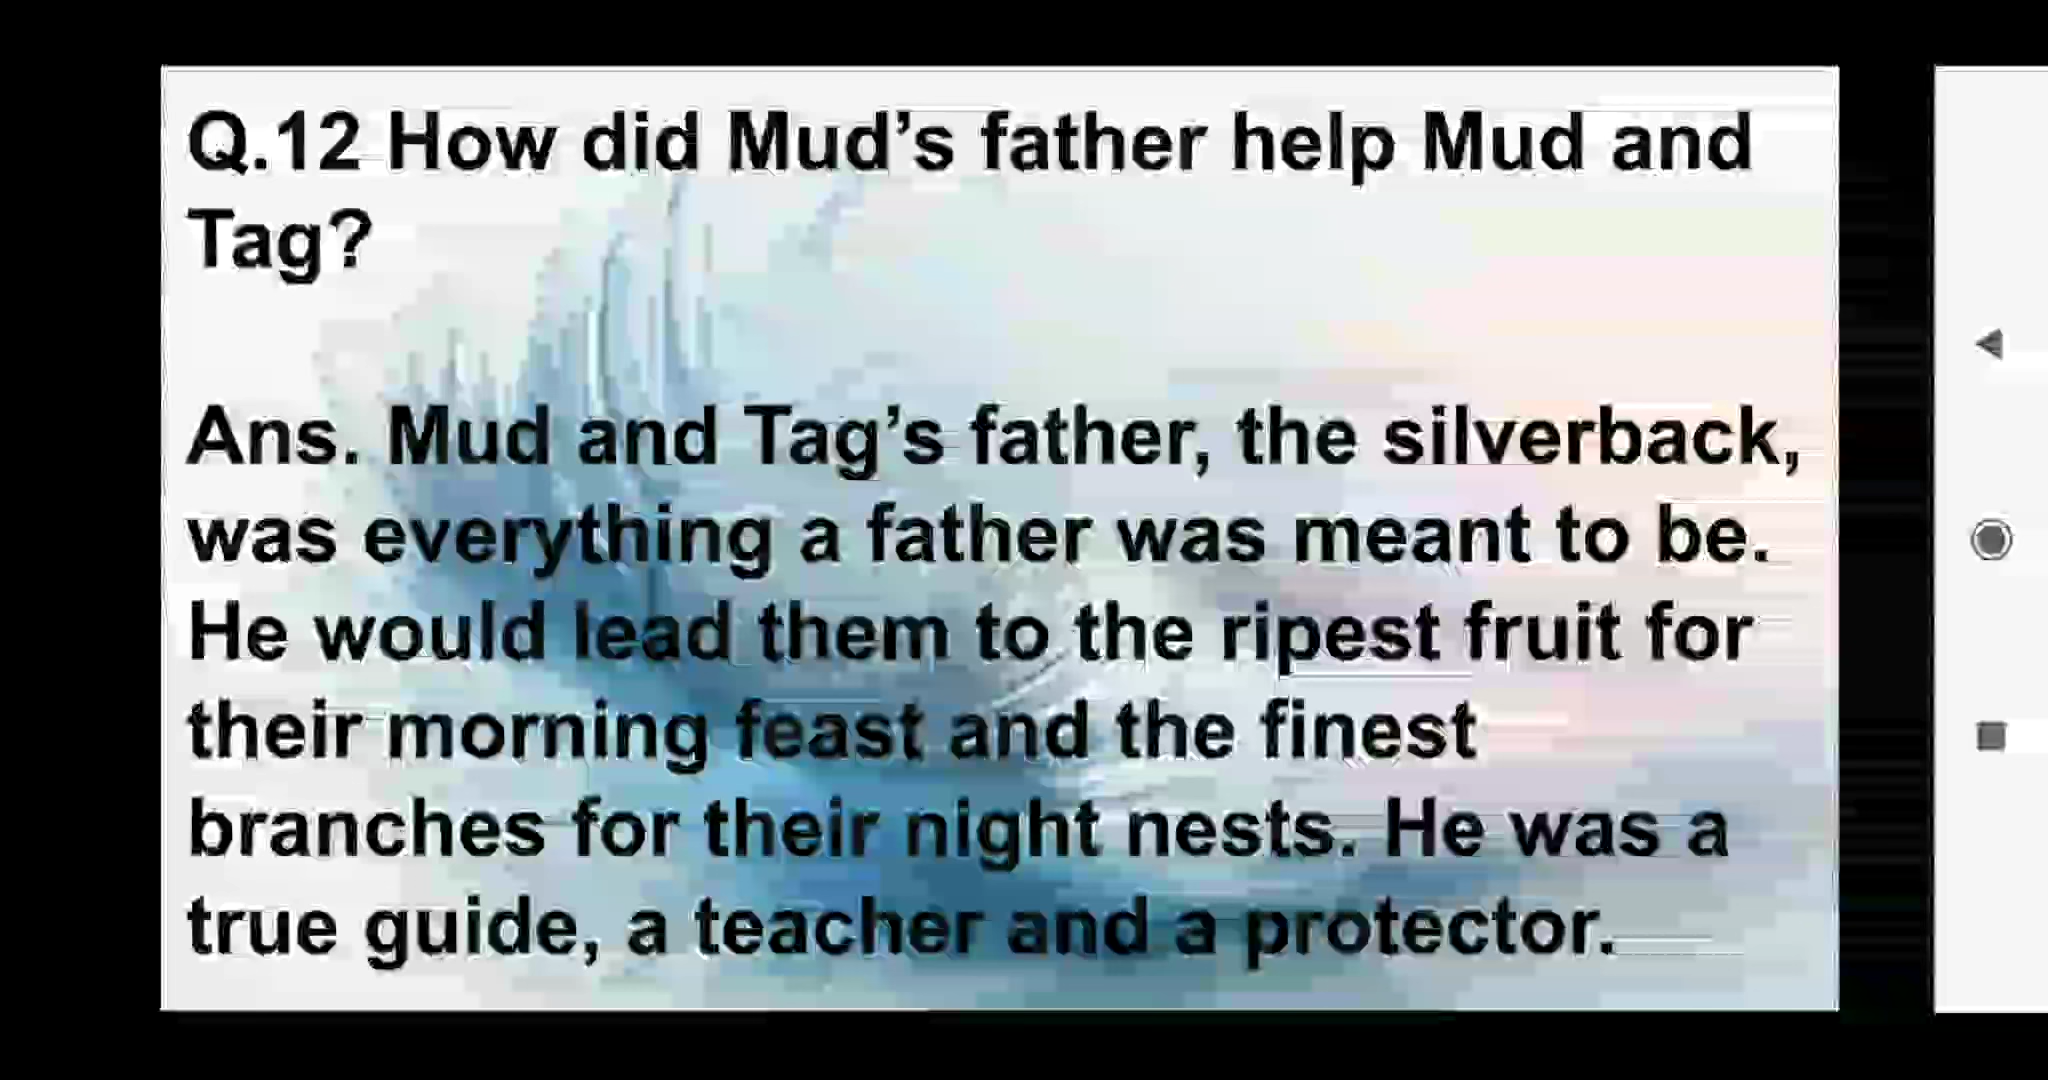 Q.12 How did Mud’s father help Mud and
Tag?
Ans. Mud and Tag’s father, the silverback,
was everything a father was meant to be.
He would lead them to the ripest fruit for
their morning feast and the finest
branches for their night nests. He was a
true guide, a teacher and a protector.